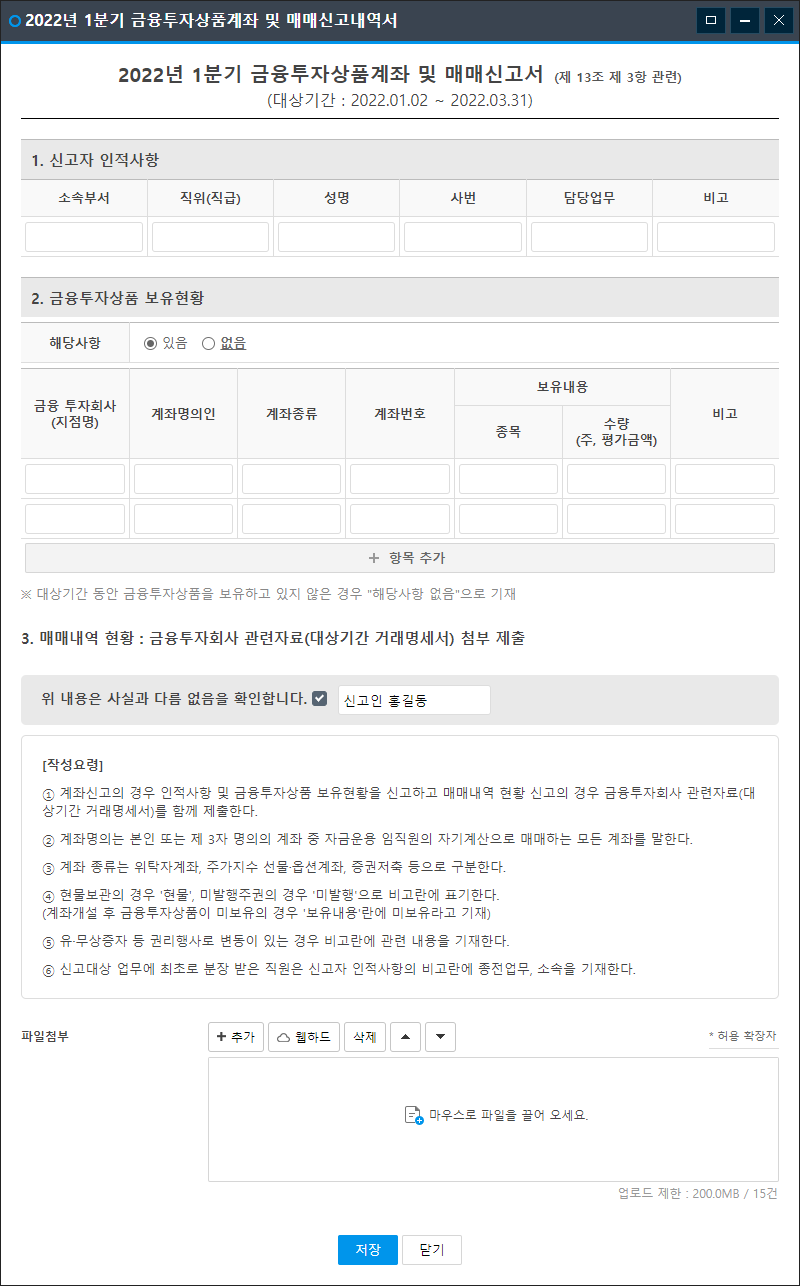 2022년 1분기 금융투자상품계좌 및 매매신고내역서
2022년 1분기 금융투자상품계좌 및 매매신고서 (제 13조 제 3항 관련)
(대상기간 : 2022.01.02 ~ 2022.03.31)
1. 신고자 인적사항
소속부서 직위(직급) 성명 사번 담당업무 비고
2. 금융투자상품 보유현황
해당사항 있음 없음
금융 투자회사
(지점명)
계좌명의인 계좌종류 계좌번호 보유내용 비고
종목 수량
(주, 평가금액)
+ 항목 추가
※ 대상기간 동안 금융투자상품을 보유하고 있지 않은 경우 "해당사항 없음"으로 기재
3. 매매내역 현황 : 금융투자회사 관련자료(대상기간 거래명세서) 첨부 제출
위 내용은 사실과 다름 없음을 확인합니다. 신고인 홍길동
[작성요령]
① 계좌신고의 경우 인적사항 및 금융투자상품 보유현황을 신고하고 매매내역 현황 신고의 경우 금융투자회사 관련자료(대
상기간 거래명세서)를 함께 제출한다.
② 계좌명의는 본인 또는 제 3자 명의의 계좌 중 자금운용 임직원의 자기계산으로 매매하는 모든 계좌를 말한다.
③ 계좌 종류는 위탁자계좌, 주가지수 선물·옵션계좌, 증권저축 등으로 구분한다.
④ 현물보관의 경우 '현물', 미발행주권의 경우 '미발행'으로 비고란에 표기한다.
(계좌개설 후 금융투자상품이 미보유의 경우 '보유내용'란에 미보유라고 기재)
⑤ 유·무상증자 등 권리행사로 변동이 있는 경우 비고란에 관련 내용을 기재한다.
⑥ 신고대상 업무에 최초로 분장 받은 직원은 신고자 인적사항의 비고란에 종전업무, 소속을 기재한다.
파일첨부 + 추가 웹하드 삭제 * 허용 확장자
마우스로 파일을 끌어 오세요.
업로드 제한 : 200.0MB / 15건
저장 닫기